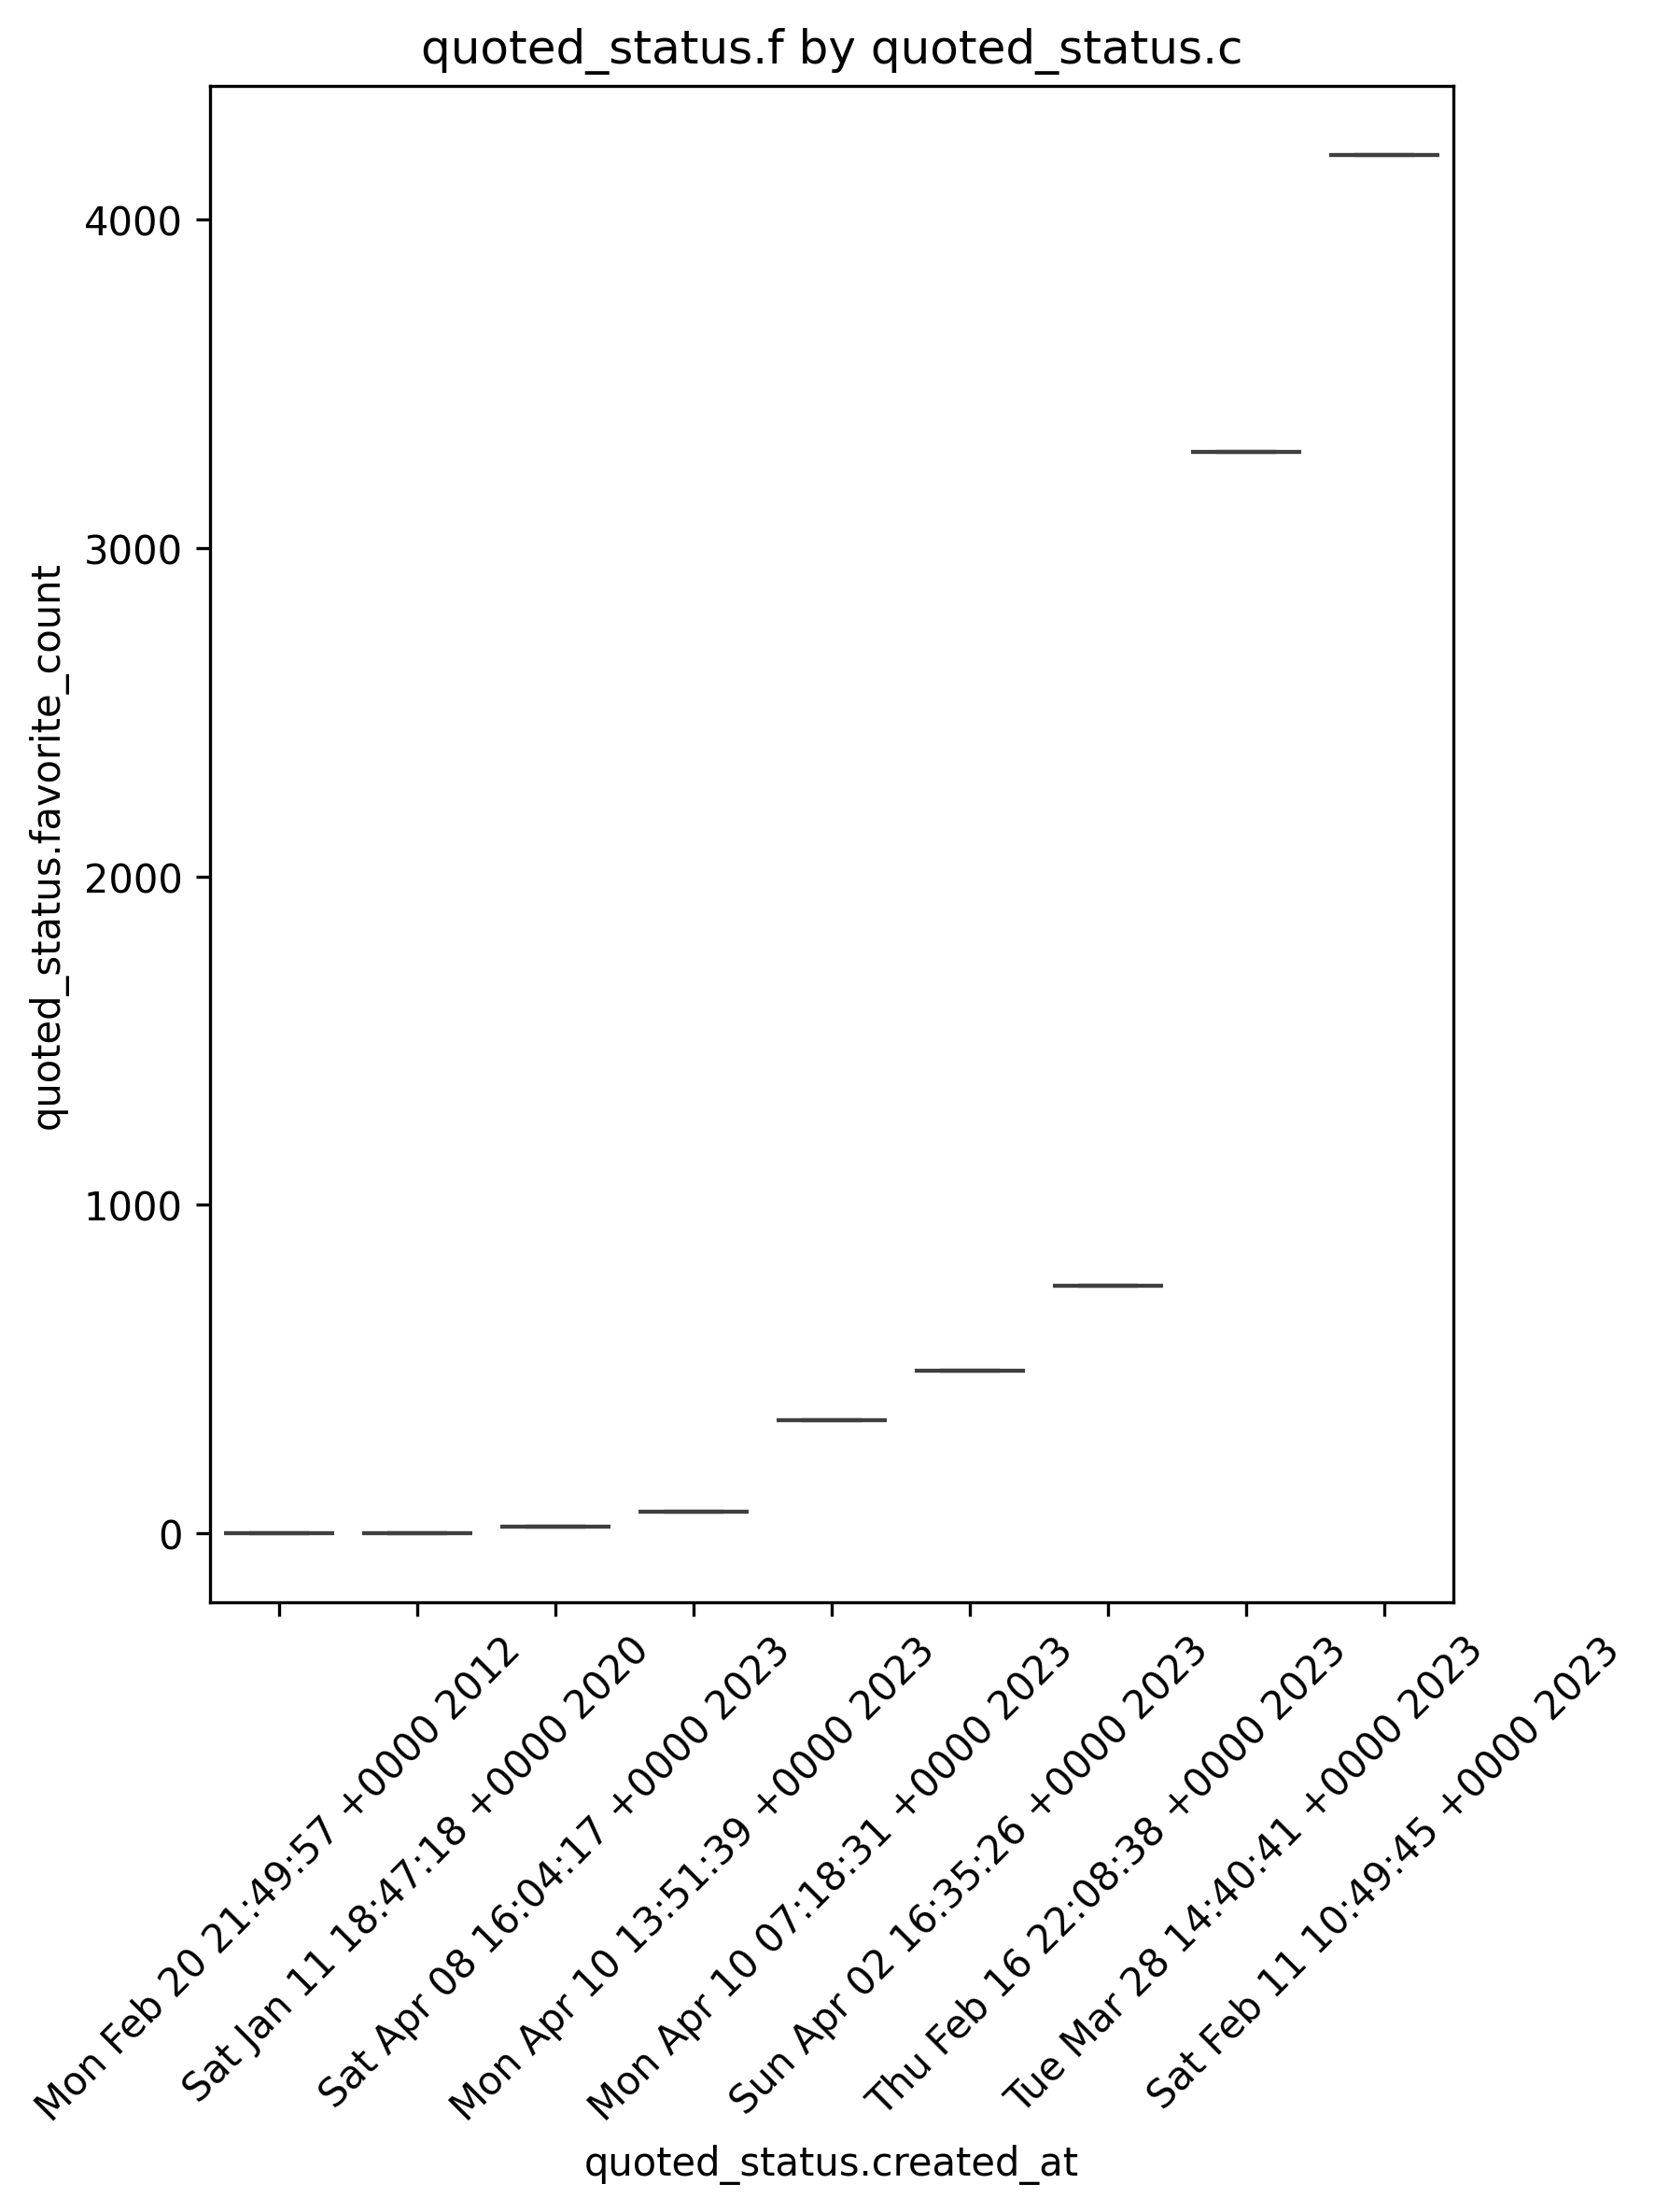 quoted_status.f by quoted_status.c
quoted_status.favorite_count
4000
3000
2000
1000
0
Mon Feb 20 21:49:57 +0000 2012
Sat Jan 11 18:47:18 +0000 2020
Sat Apr 08 16:04:17 +0000 2023
Mon Apr 10 13:51:39 +0000 2023
Mon Apr 10 07:18:31 +0000 2023
Sun Apr 02 16:35:26 +0000 2023
Thu Feb 16 22:08:38 +0000 2023
Tue Mar 28 14:40:41 +0000 2023
Sat Feb 11 10:49:45 +0000 2023
quoted_status.created_at